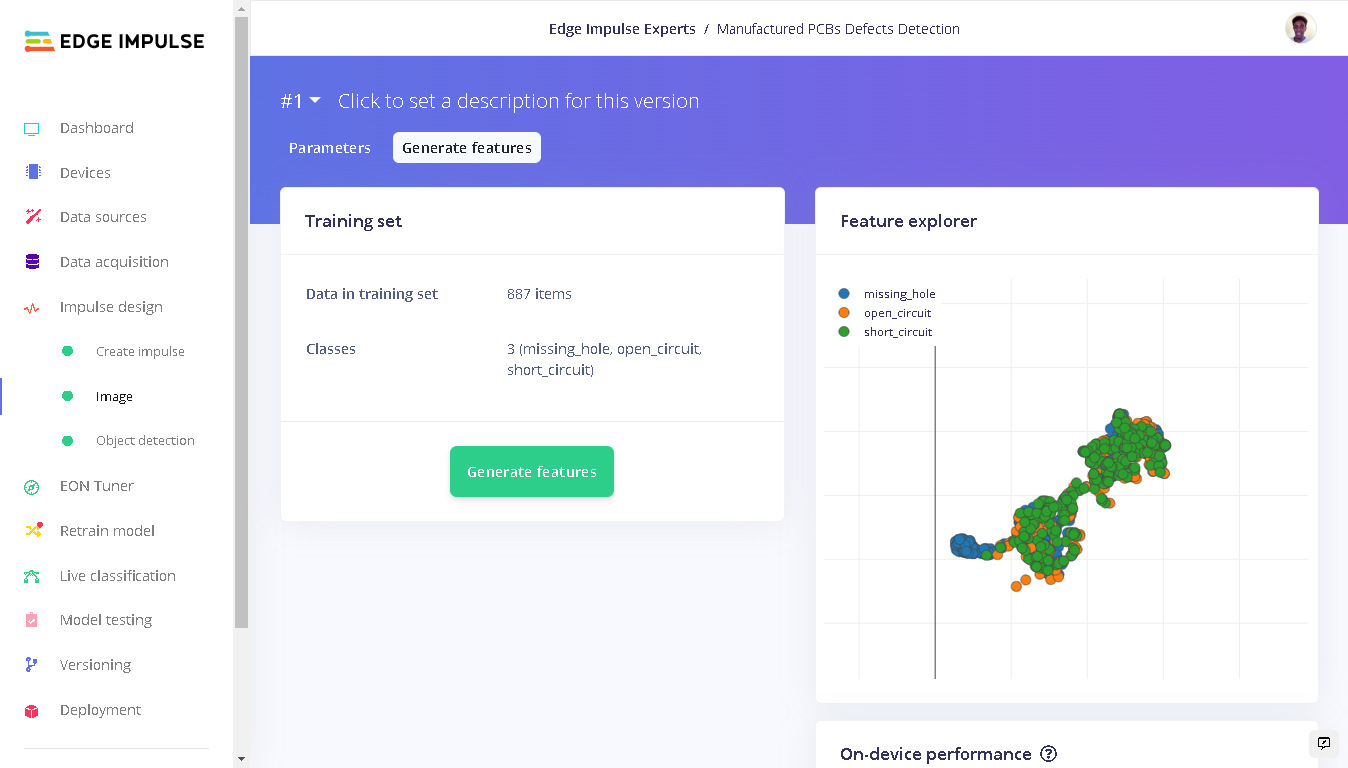 EDGE IMPULSE
Dashboard
Devices
Data sources
Data acquisition
Impulse design
Create impulse
Image
Object detection
EON Tuner
Retrain model
Live classification
Model testing
Versioning
Deployment
Edge Impulse Experts / Manufactured PCBs Defects Detection
#1 Click to set a description for this version
Parameters Generate features
Training set
Data in training set 887 items
Classes 3 (missing_hole, open_circuit,
short_circuit)
Generate features
Feature explorer
missing_hole
open_circuit
short_circuit
On-device performance ?